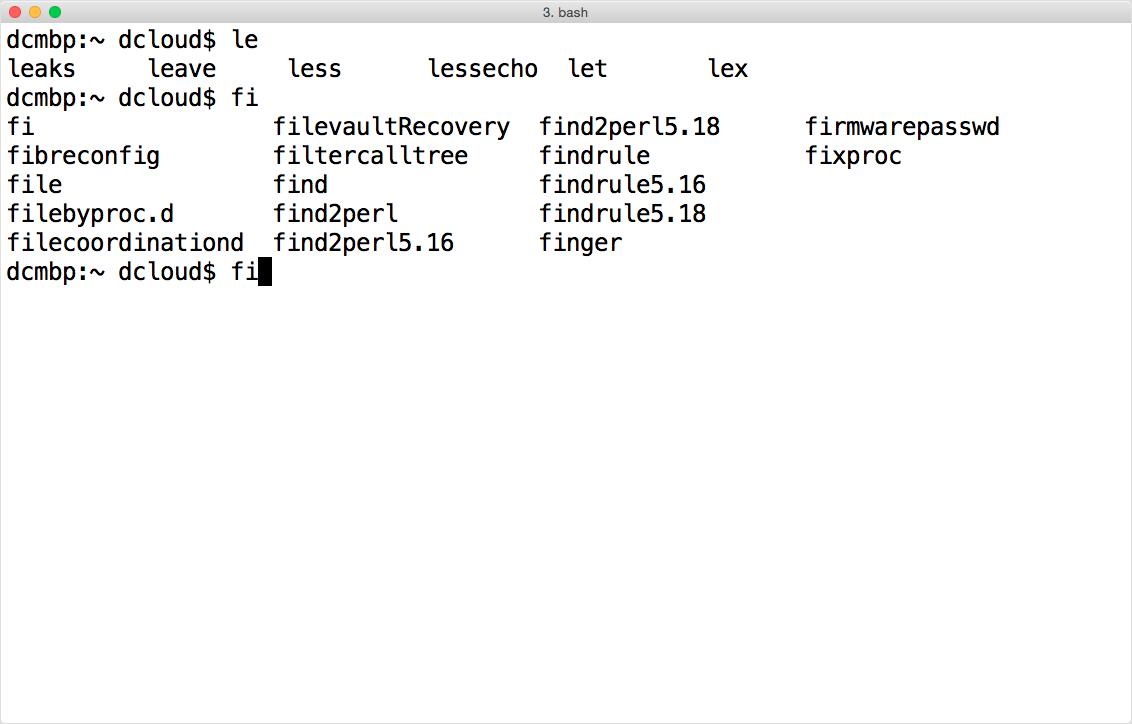 3. bash
dcmbp:~ dcloud$ le
leaks     leave     less      lessecho  let       lex
dcmbp:~ dcloud$ fi
fi                 filevaultRecovery  find2perl5.18      firmwarepasswd
fibreconfig        filtercalltree     findrule           fixproc
file               find               findrule5.16
filebyproc.d       find2perl          findrule5.18
filecoordinationd  find2perl5.16      finger
dcmbp:~ dcloud$ fi